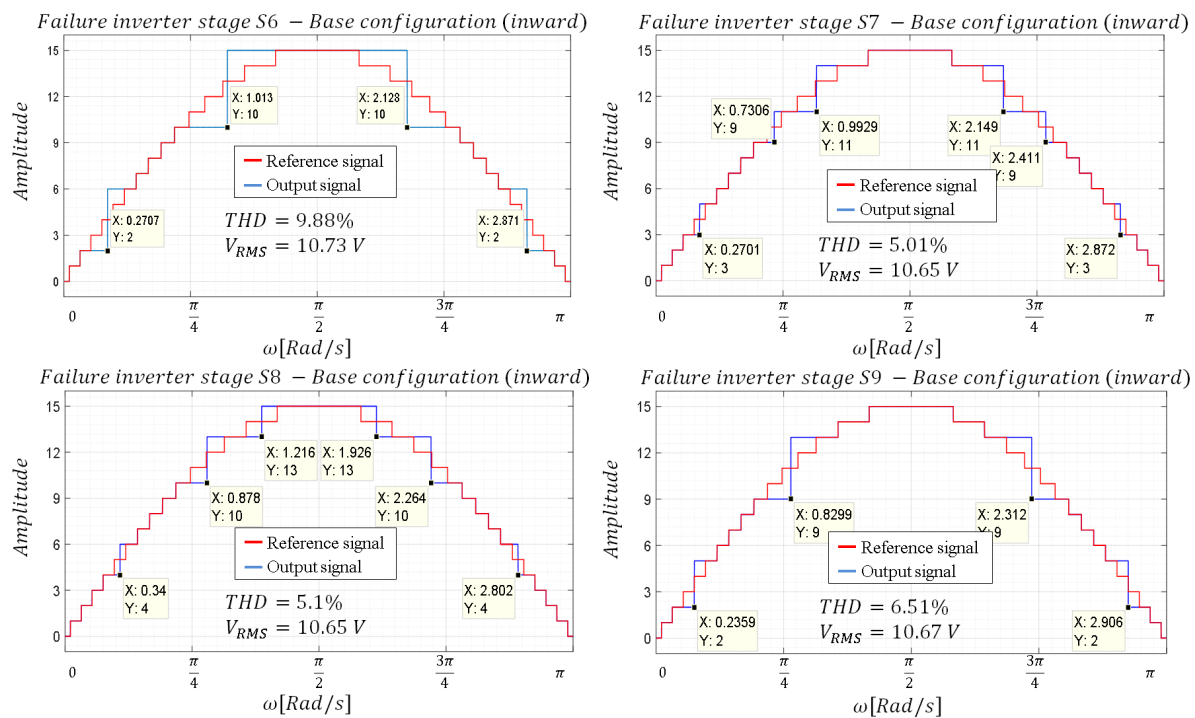 Failure inverter stage S6 − Base configuration (inward)
Amplitude
15
12
9
6
3
0
X: 1.013
Y: 10
X: 2.128
Y: 10
X: 0.2707
Y: 2
X: 2.871
Y: 2
Reference signal
Output signal
THD = 9.88%
V_RMS = 10.73 V
0
π/4
π/2
3π/4
π
ω[Rad/s]
Failure inverter stage S7 − Base configuration (inward)
Amplitude
15
12
9
6
3
0
X: 0.7306
Y: 9
X: 0.9929
Y: 11
X: 2.149
Y: 11
X: 2.411
Y: 9
X: 0.2701
Y: 3
X: 2.872
Y: 3
Reference signal
Output signal
THD = 5.01%
V_RMS = 10.65 V
0
π/4
π/2
3π/4
π
ω[Rad/s]
Failure inverter stage S8 − Base configuration (inward)
Amplitude
15
12
9
6
3
0
X: 1.216
Y: 13
X: 1.926
Y: 13
X: 0.878
Y: 10
X: 2.264
Y: 10
X: 0.34
Y: 4
X: 2.802
Y: 4
Reference signal
Output signal
THD = 5.1%
V_RMS = 10.65 V
0
π/4
π/2
3π/4
π
ω[Rad/s]
Failure inverter stage S9 − Base configuration (inward)
Amplitude
15
12
9
6
3
0
X: 0.8299
Y: 9
X: 2.312
Y: 9
X: 0.2359
Y: 2
X: 2.906
Y: 2
Reference signal
Output signal
THD = 6.51%
V_RMS = 10.67 V
0
π/4
π/2
3π/4
π
ω[Rad/s]